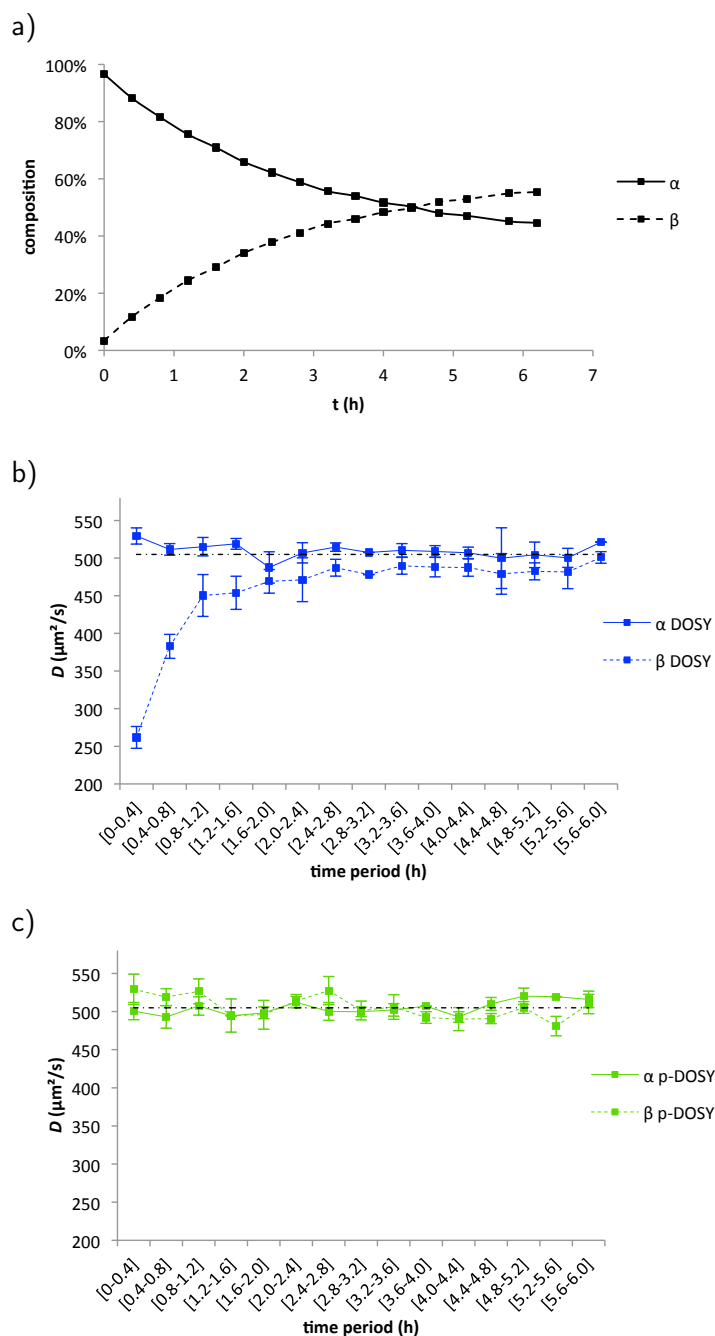 a)
100%
80%
60%
40%
20%
0%
composition
0 1 2 3 4 5 6 7
t (h)
α
β
b)
550
500
450
400
350
300
250
200
D (µm²/s)
[0-0.4] [0.4-0.8] [0.8-1.2] [1.2-1.6] [1.6-2.0] [2.0-2.4] [2.4-2.8] [2.8-3.2] [3.2-3.6] [3.6-4.0] [4.0-4.4] [4.4-4.8] [4.8-5.2] [5.2-5.6] [5.6-6.0]
time period (h)
α DOSY
β DOSY
c)
550
500
450
400
350
300
250
200
D (µm²/s)
[0-0.4] [0.4-0.8] [0.8-1.2] [1.2-1.6] [1.6-2.0] [2.0-2.4] [2.4-2.8] [2.8-3.2] [3.2-3.6] [3.6-4.0] [4.0-4.4] [4.4-4.8] [4.8-5.2] [5.2-5.6] [5.6-6.0]
time period (h)
α p-DOSY
β p-DOSY